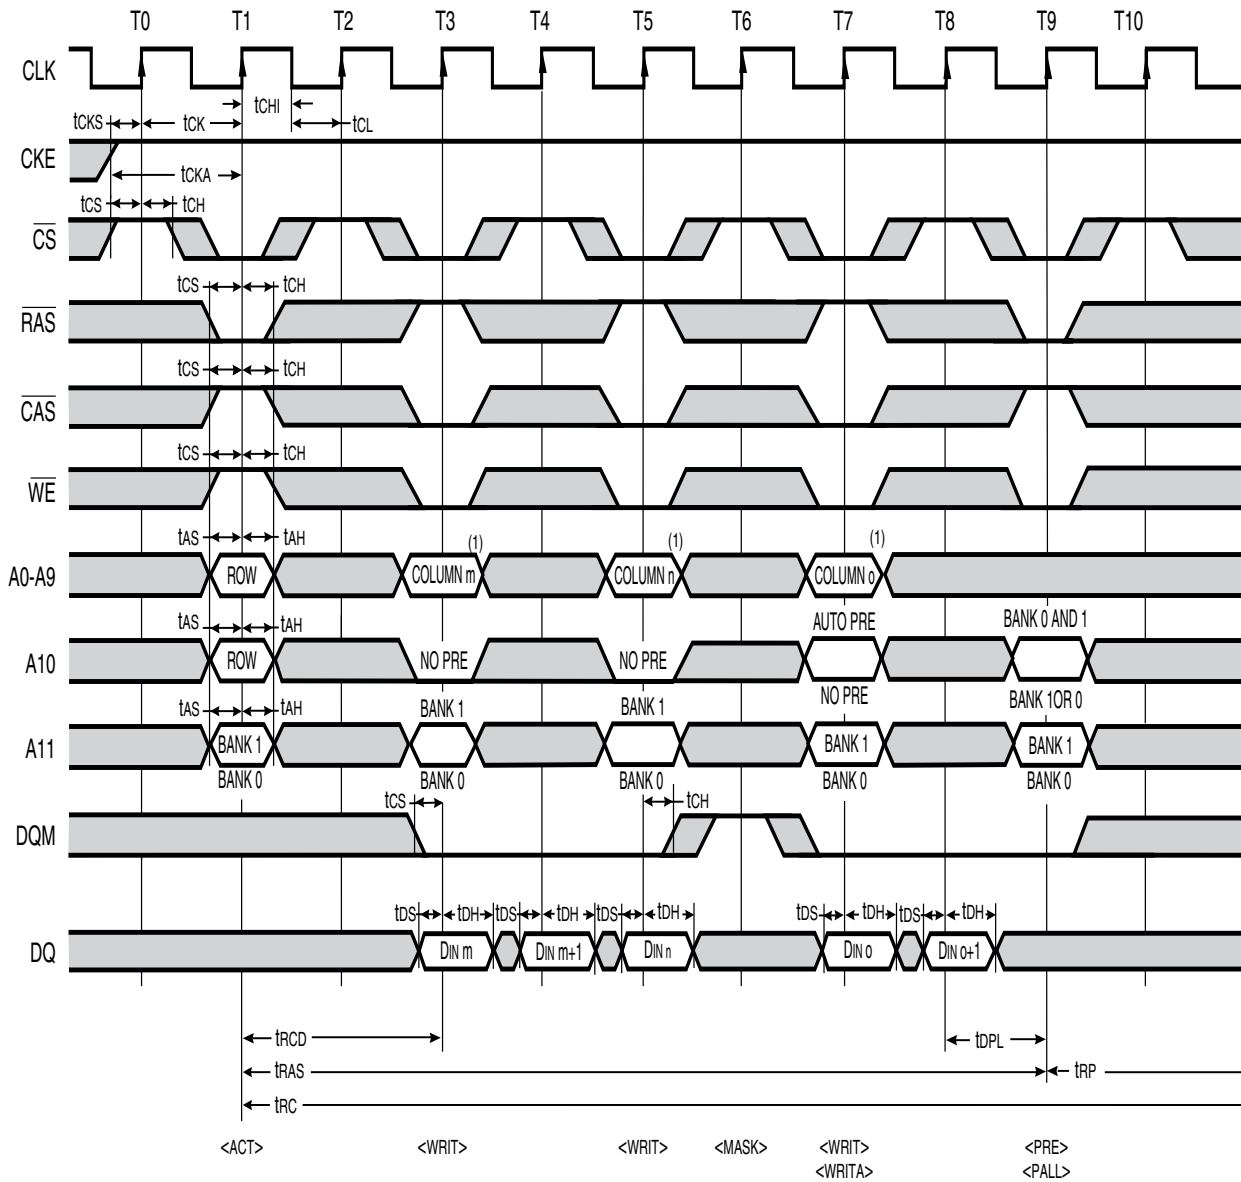 T0 T1 T2 T3 T4 T5 T6 T7 T8 T9 T10
CLK
tCHI
tCKS tCK tCL
CKE
tCKA
tCS tCH
CS
tCS tCH
RAS
tCS tCH
CAS
tCS tCH
WE
tAS tAH (1) (1) (1)
A0-A9 ROW COLUMN m COLUMN n COLUMN o
tAS tAH AUTO PRE BANK 0 AND 1
A10 ROW NO PRE NO PRE
NO PRE BANK 1OR 0
tAS tAH BANK 1 BANK 1
A11 BANK 1 BANK 1 BANK 1
BANK 0 BANK 0 BANK 0 BANK 0 BANK 0
tCS tCH
DQM
tDS tDH tDS tDH tDS tDH tDS tDH tDS tDH
DQ DIN m DIN m+1 DIN n DIN o DIN o+1
tRCD tDPL
tRAS tRP
tRC
<ACT> <WRIT> <WRIT> <MASK> <WRIT> <PRE>
<WRITA> <PALL>